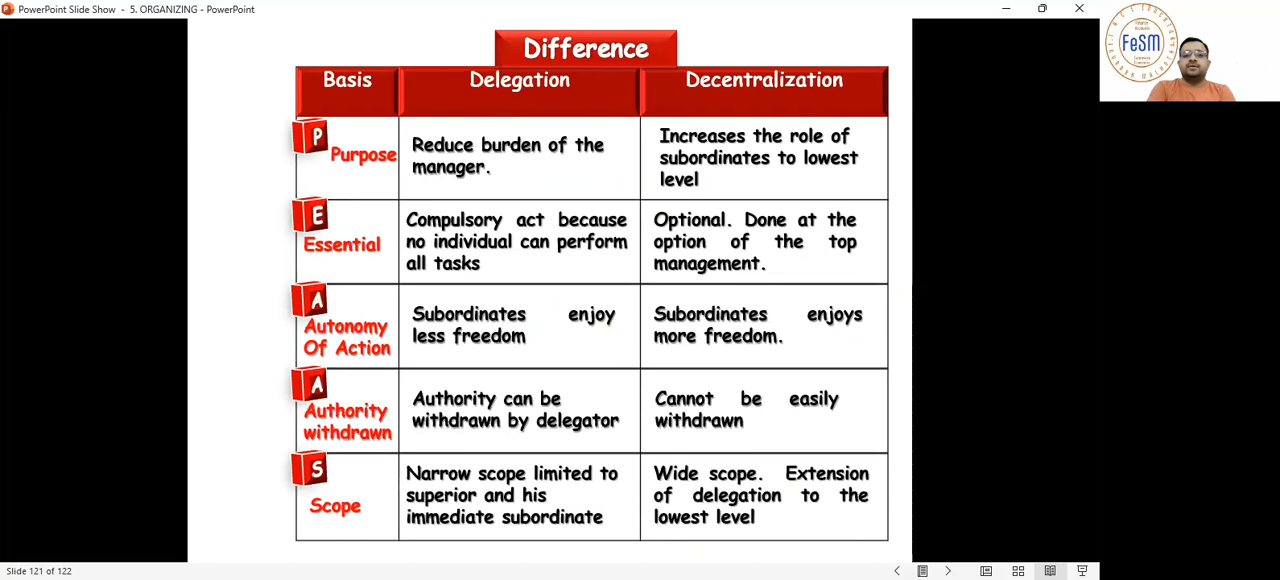 PowerPoint Slide Show - 5. ORGANIZING - PowerPoint
FeSM
Difference
Basis
Delegation
Decentralization
P
Purpose
Reduce burden of the
manager.
Increases the role of
subordinates to lowest
level
E
Essential
Compulsory act because
no individual can perform
all tasks
Optional. Done at the
option of the top
management.
A
Autonomy
Of Action
Subordinates enjoy
less freedom
Subordinates enjoys
more freedom.
A
Authority
withdrawn
Authority can be
withdrawn by delegator
Cannot be easily
withdrawn
S
Scope
Narrow scope limited to
superior and his
immediate subordinate
Wide scope. Extension
of delegation to the
lowest level
Slide 121 of 122